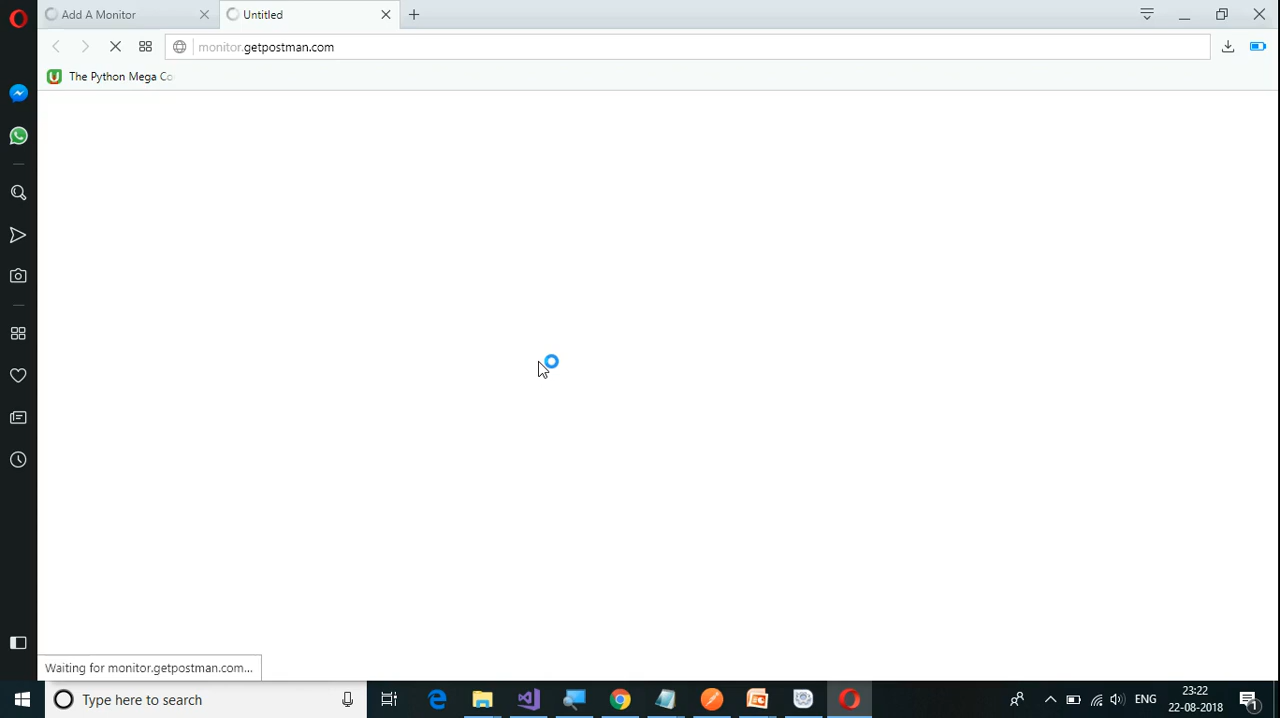 Add A Monitor
Untitled
monitor.getpostman.com
The Python Mega Co
Waiting for monitor.getpostman.com...
Type here to search
ENG
23:22
22-08-2018
1